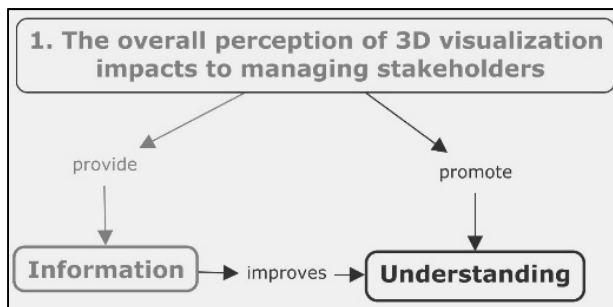 1. The overall perception of 3D visualization
impacts to managing stakeholders
provide
promote
Information
improves
Understanding